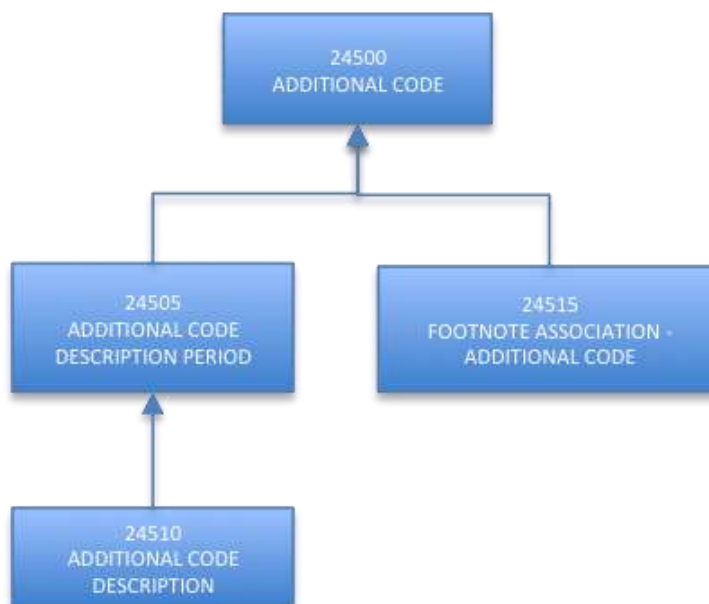 24500
ADDITIONAL CODE
24505
ADDITIONAL CODE
DESCRIPTION PERIOD
24515
FOOTNOTE ASSOCIATION -
ADDITIONAL CODE
24510
ADDITIONAL CODE
DESCRIPTION